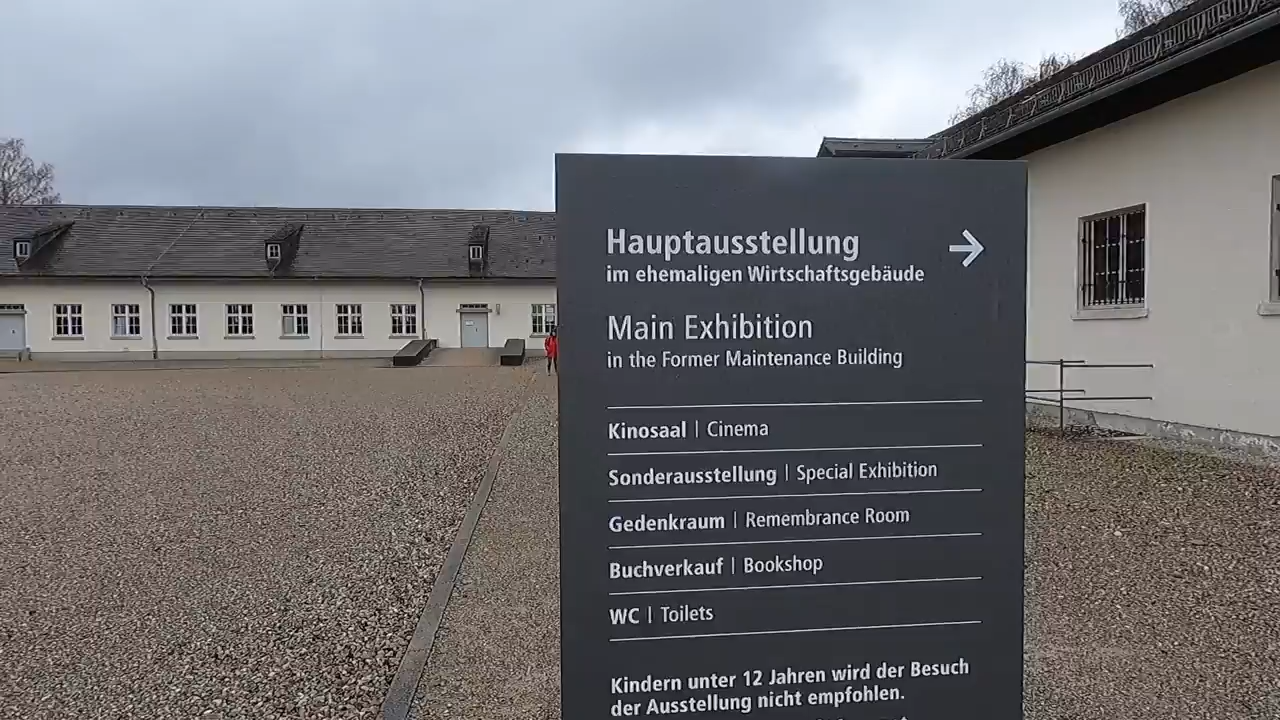 Hauptausstellung →
im ehemaligen Wirtschaftsgebäude
Main Exhibition
in the Former Maintenance Building
Kinosaal | Cinema
Sonderausstellung | Special Exhibition
Gedenkraum | Remembrance Room
Buchverkauf | Bookshop
WC | Toilets
Kindern unter 12 Jahren wird der Besuch
der Ausstellung nicht empfohlen.